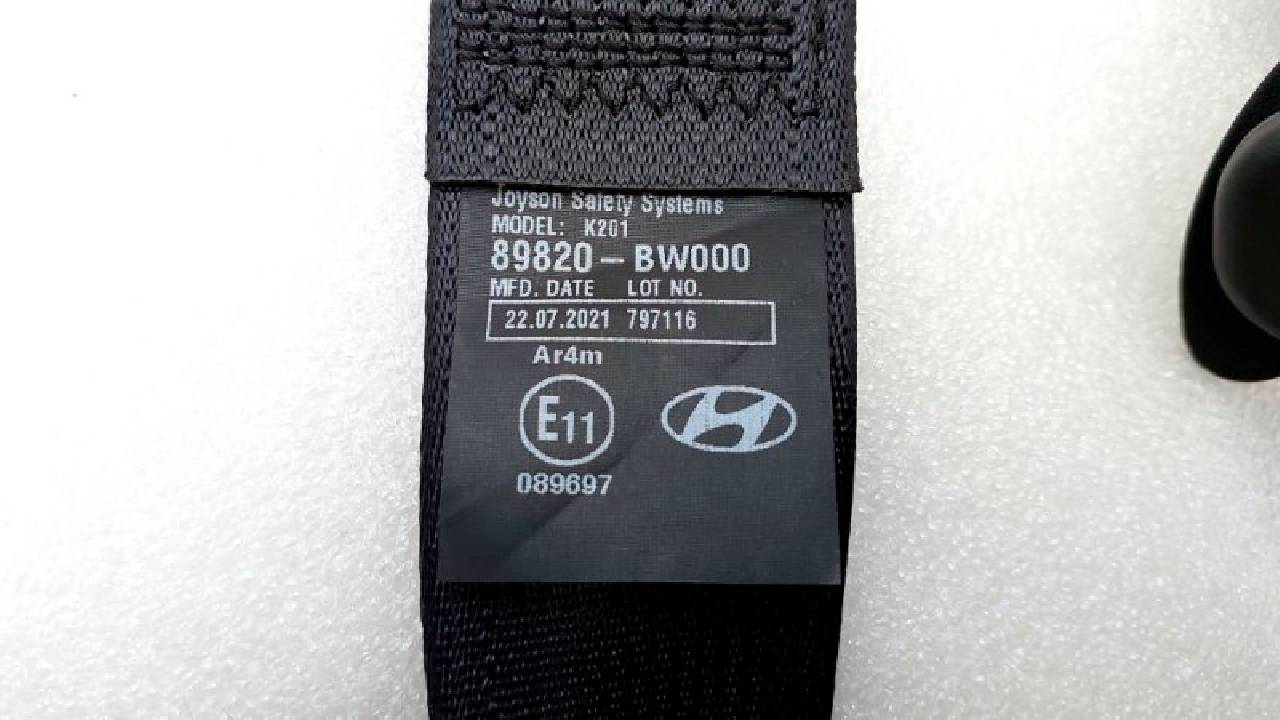 Joyson Safety Systems
MODEL: K201
89820-BW000
MFD. DATE LOT NO.
22.07.2021 797116
Ar4m
E11
089697